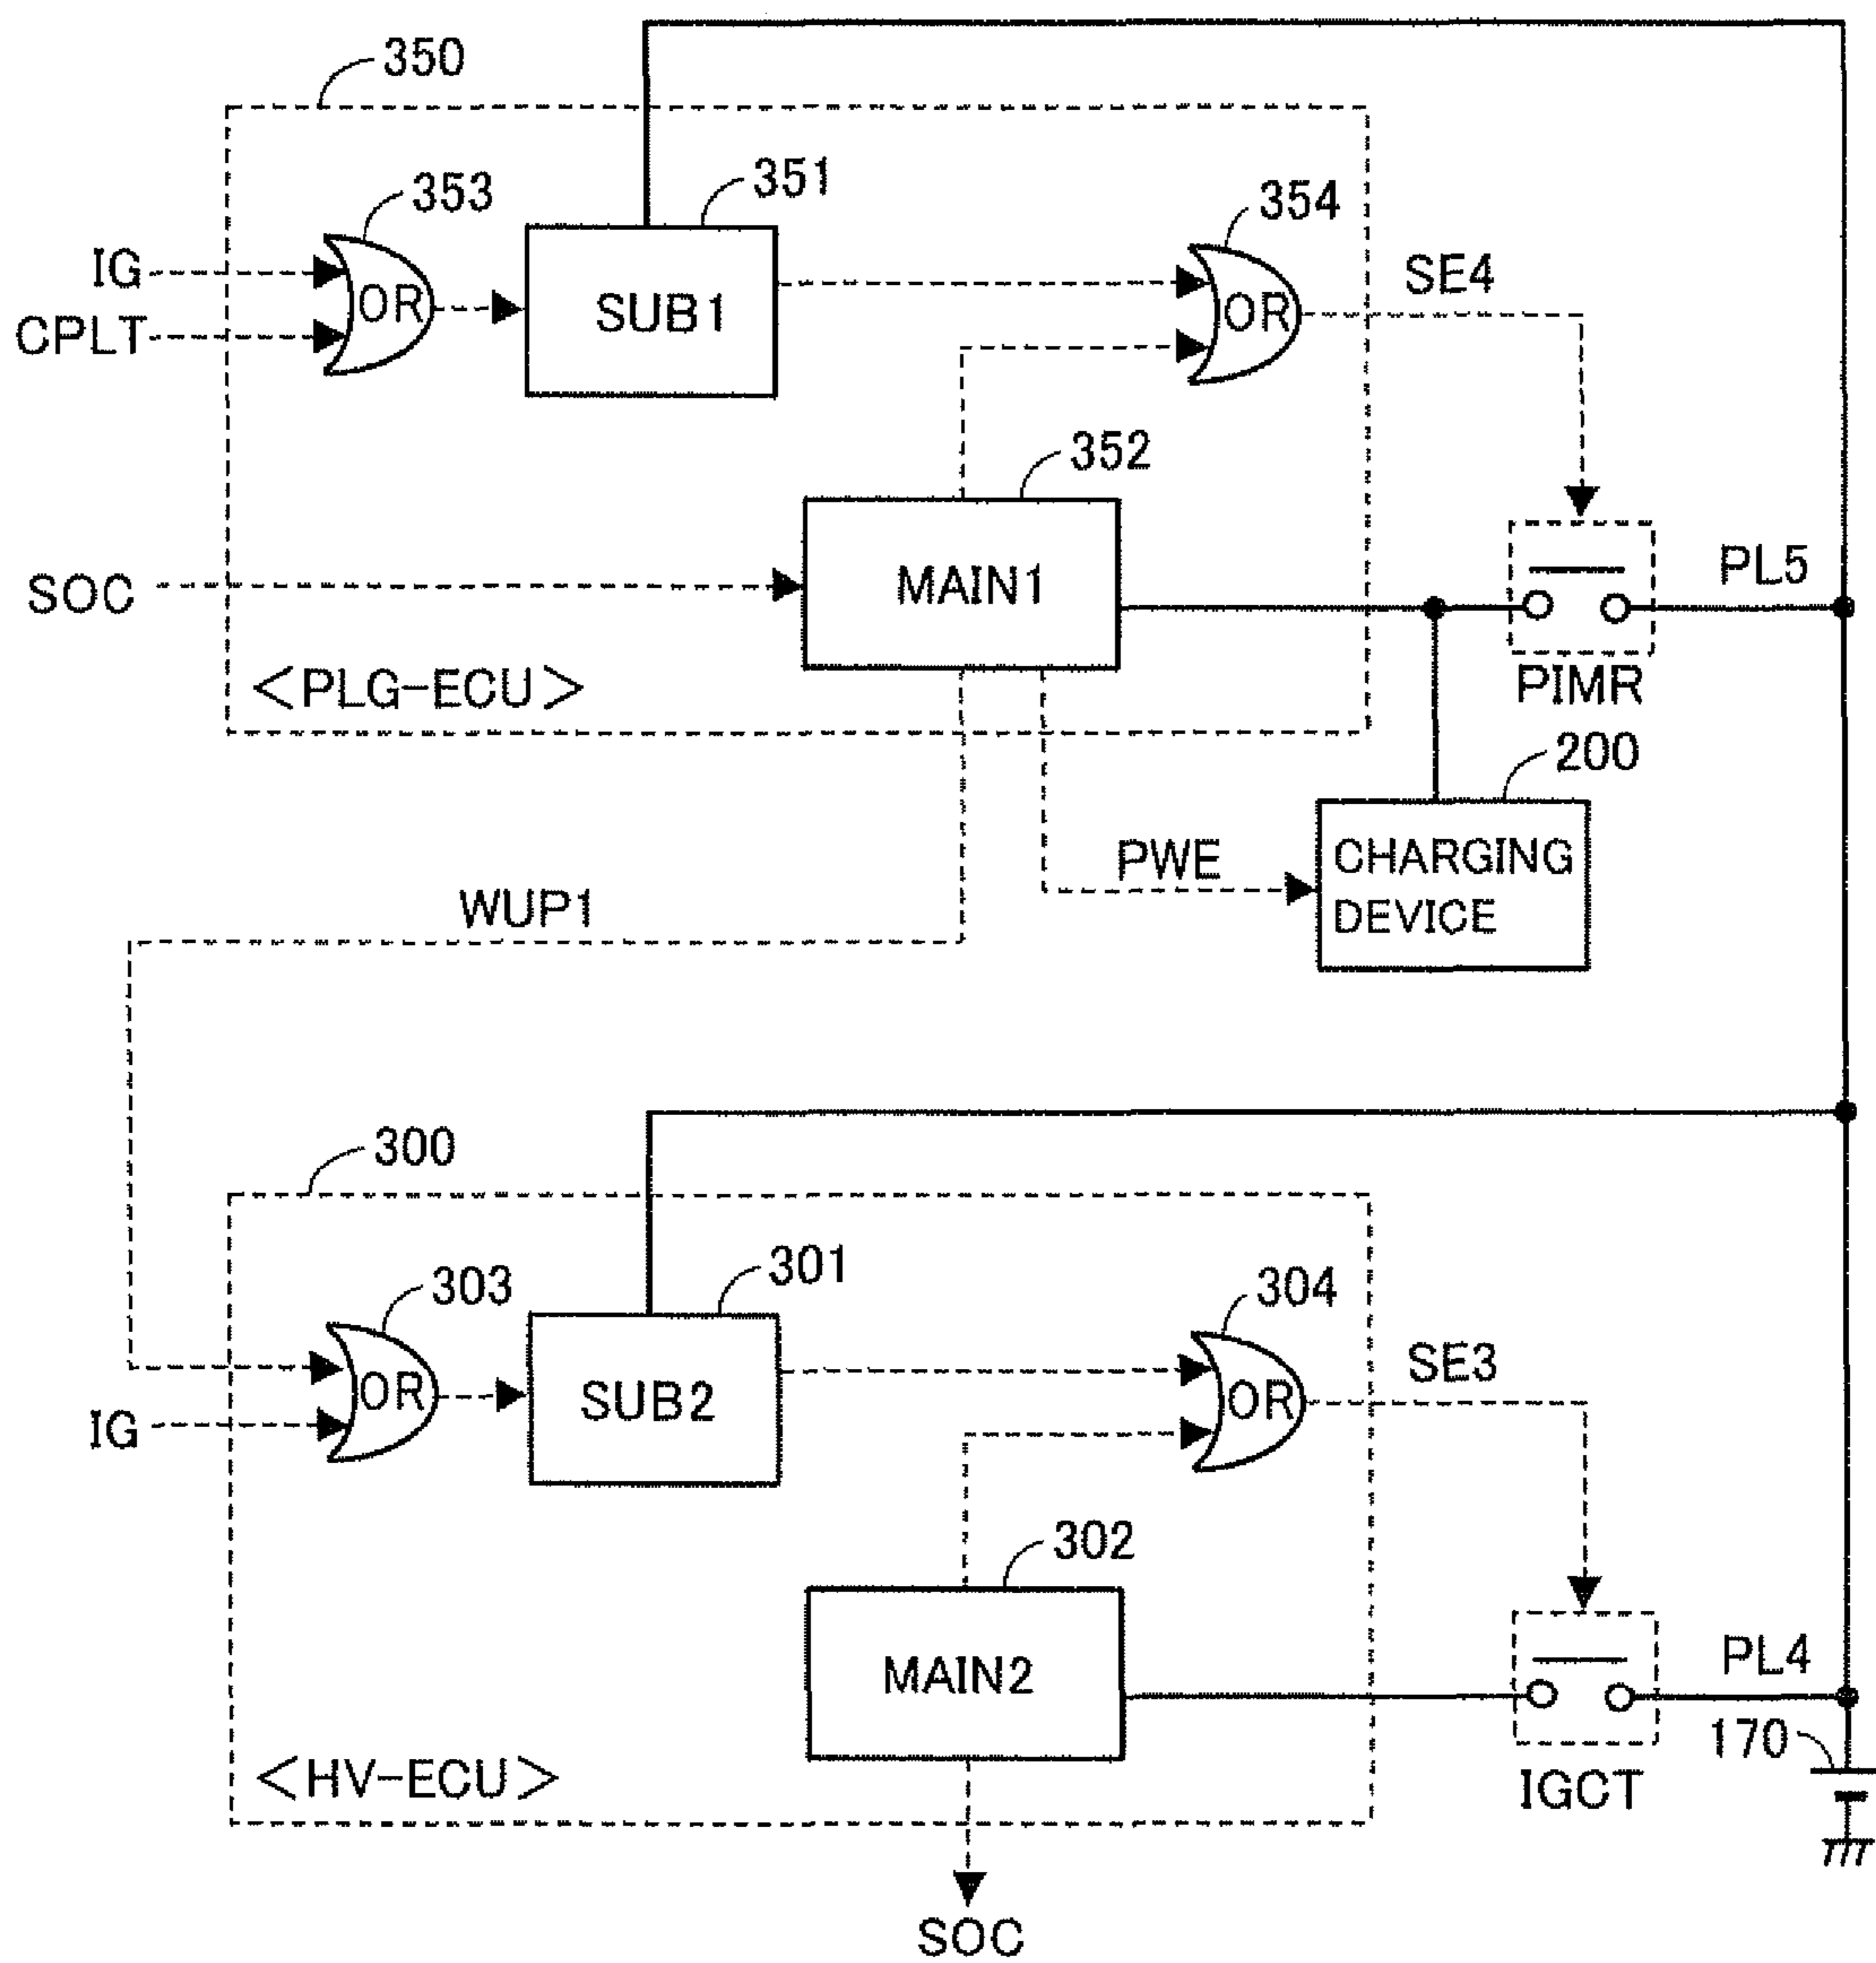 350
353
351
354
IG
CPLT
OR
SUB1
OR
SE4
352
SOC
MAIN1
PL5
<PLG-ECU>
PIMR
200
PWE
CHARGING
DEVICE
WUP1
300
303
301
304
OR
SUB2
OR
SE3
IG
302
MAIN2
PL4
170
<HV-ECU>
IGCT
SOC